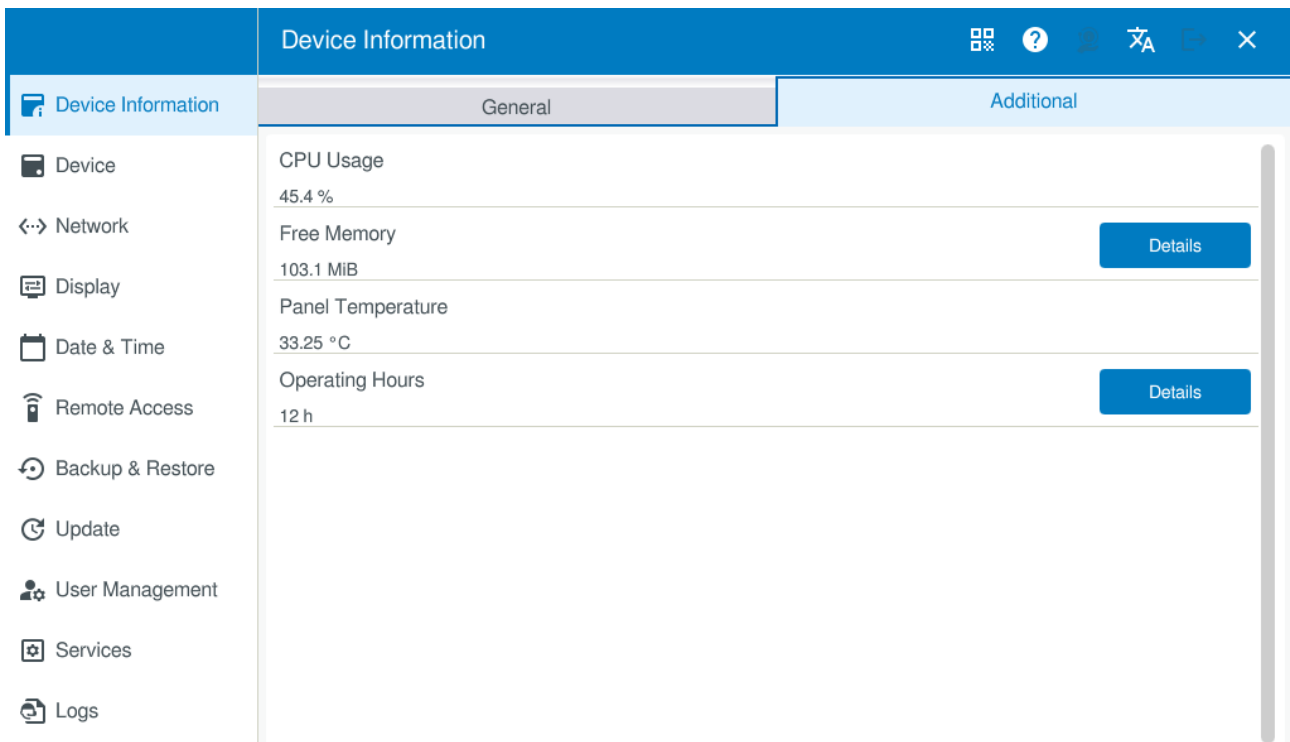 Device Information
Device Information
Device
Network
Display
Date & Time
Remote Access
Backup & Restore
Update
User Management
Services
Logs
General
Additional
CPU Usage
45.4 %
Free Memory
103.1 MiB
Details
Panel Temperature
33.25 °C
Operating Hours
12 h
Details